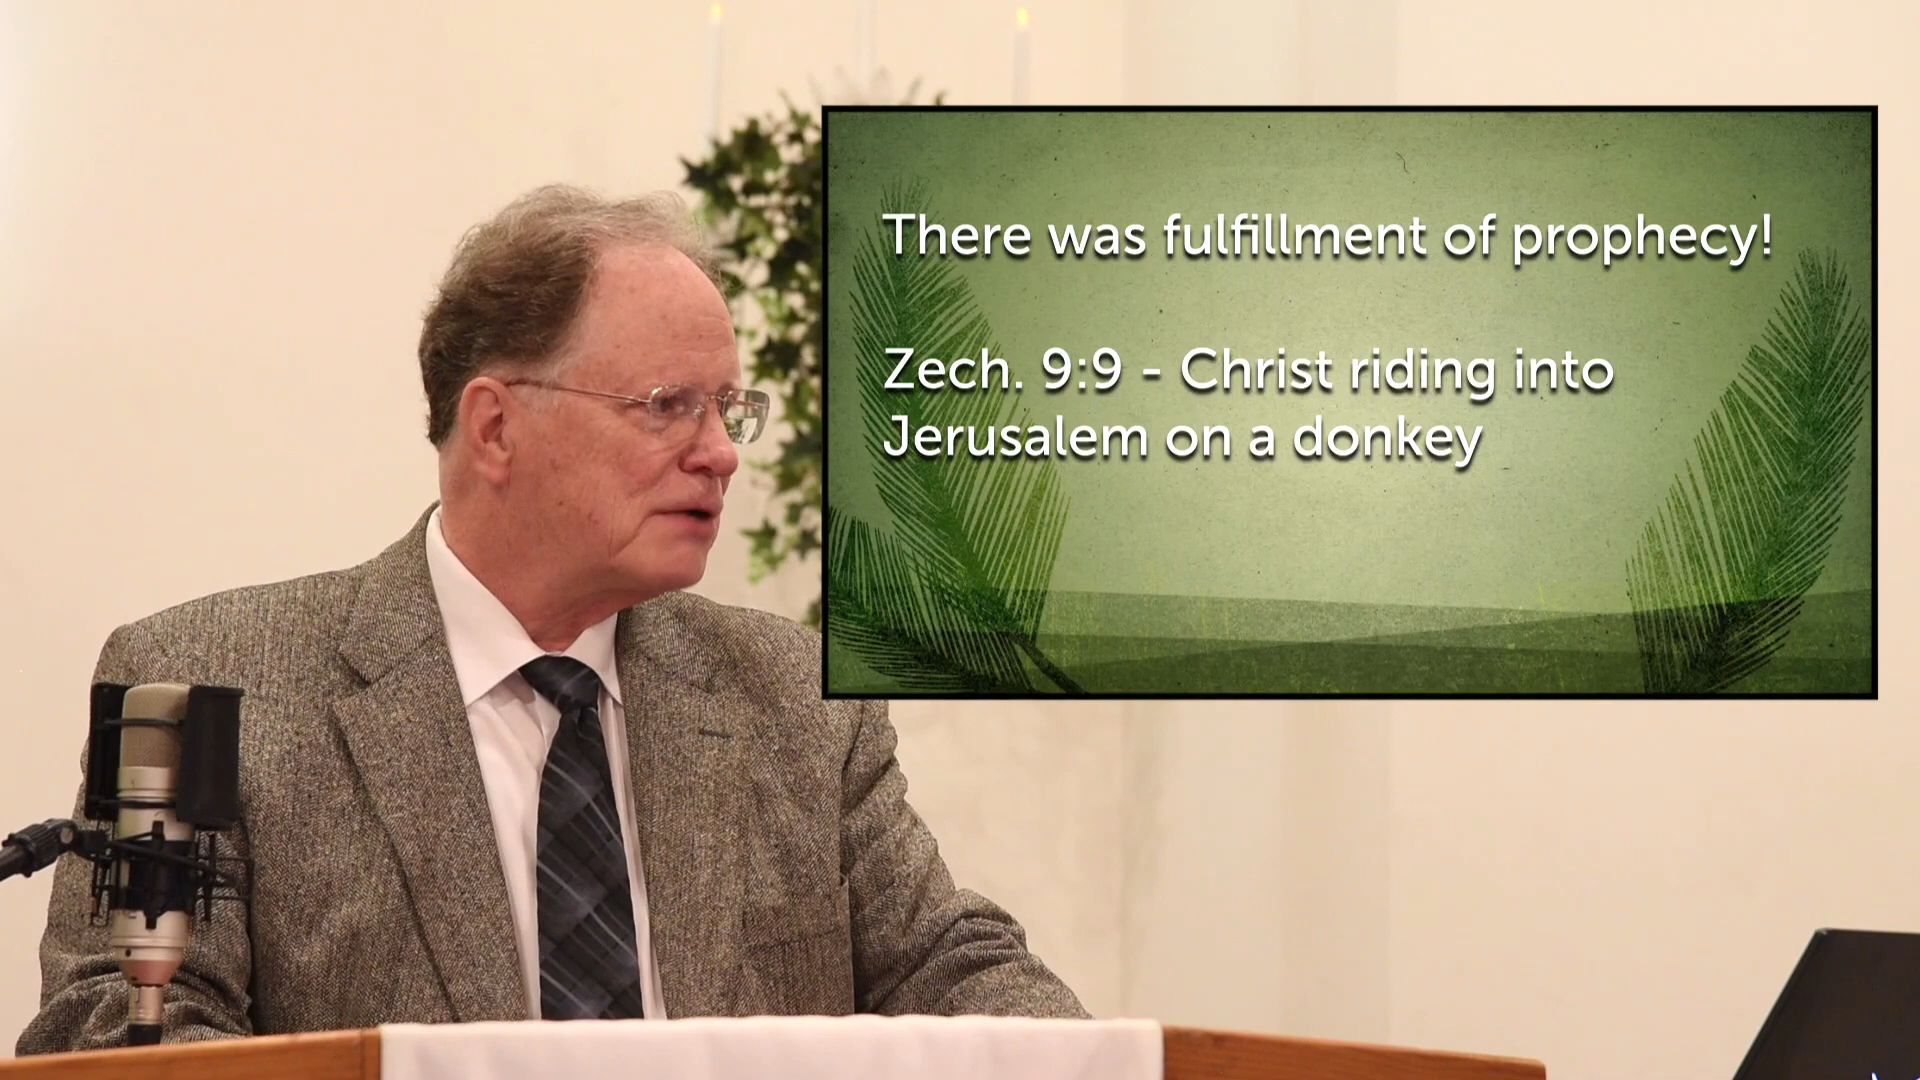 There was fulfillment of prophecy!
Zech. 9:9 - Christ riding into
Jerusalem on a donkey